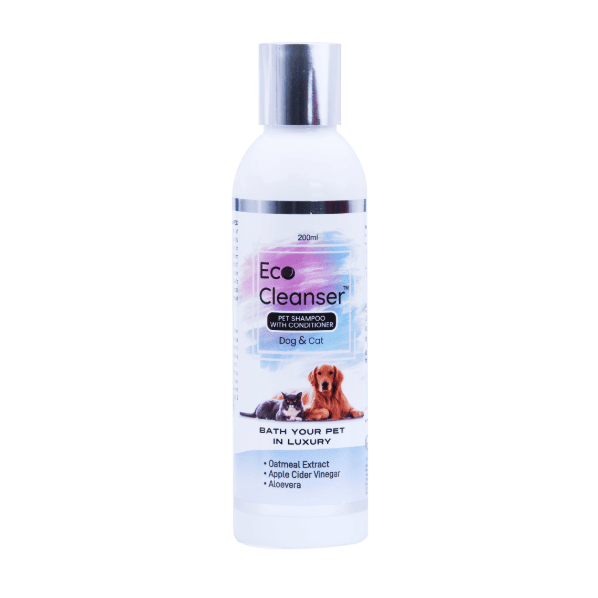 200ml
Eco
Cleanser™
PET SHAMPOO
WITH CONDITIONER
Dog & Cat
BATH YOUR PET
IN LUXURY
• Oatmeal Extract
• Apple Cider Vinegar
• Aloevera